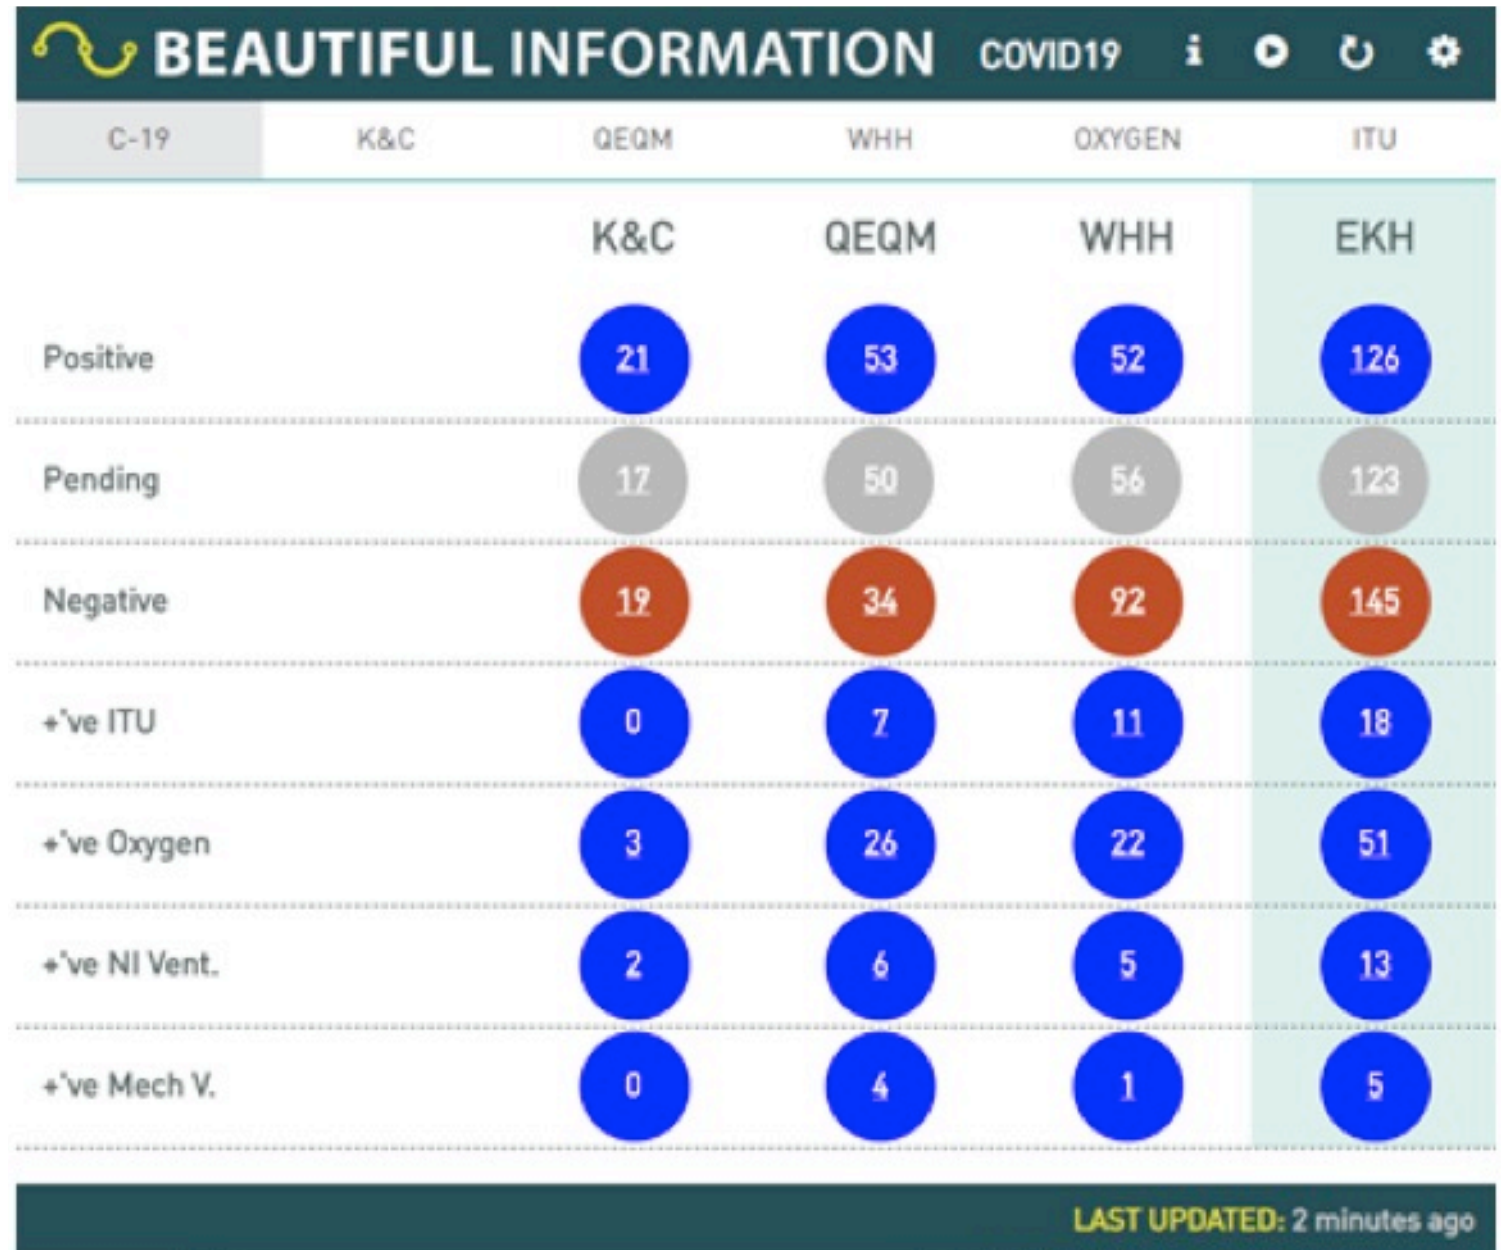 BEAUTIFUL INFORMATION COVID19 i
C-19 K&C QEQM WHH OXYGEN ITU
K&C QEQM WHH EKH
Positive 21 53 52 126
Pending 17 50 56 123
Negative 19 34 92 145
+'ve ITU 0 7 11 18
+'ve Oxygen 3 26 22 51
+'ve NI Vent. 2 6 5 13
+'ve Mech V. 0 4 1 5
LAST UPDATED: 2 minutes ago